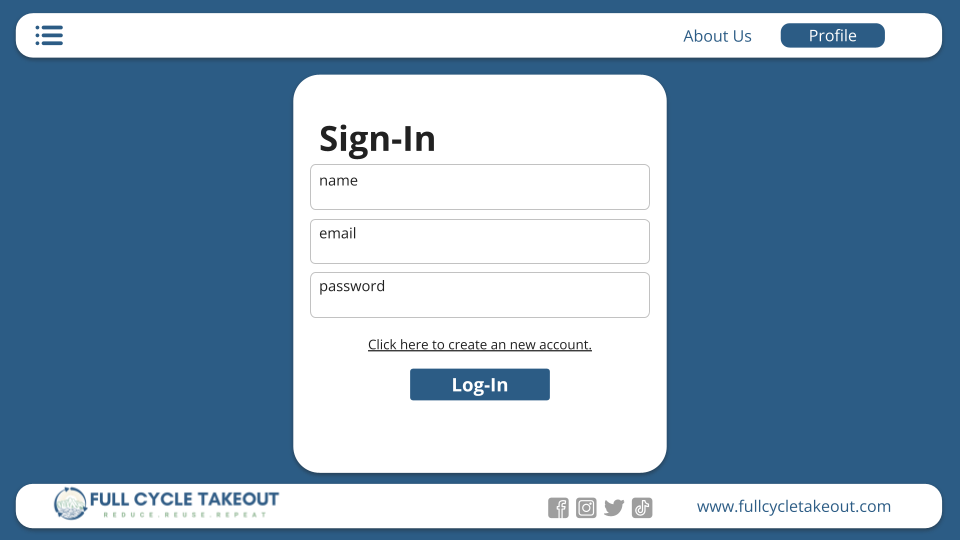 About Us
Profile
Sign-In
name
email
password
Click here to create an new account.
Log-In
FULL CYCLE TAKEOUT
REDUCE.REUSE.REPEAT
www.fullcycletakeout.com